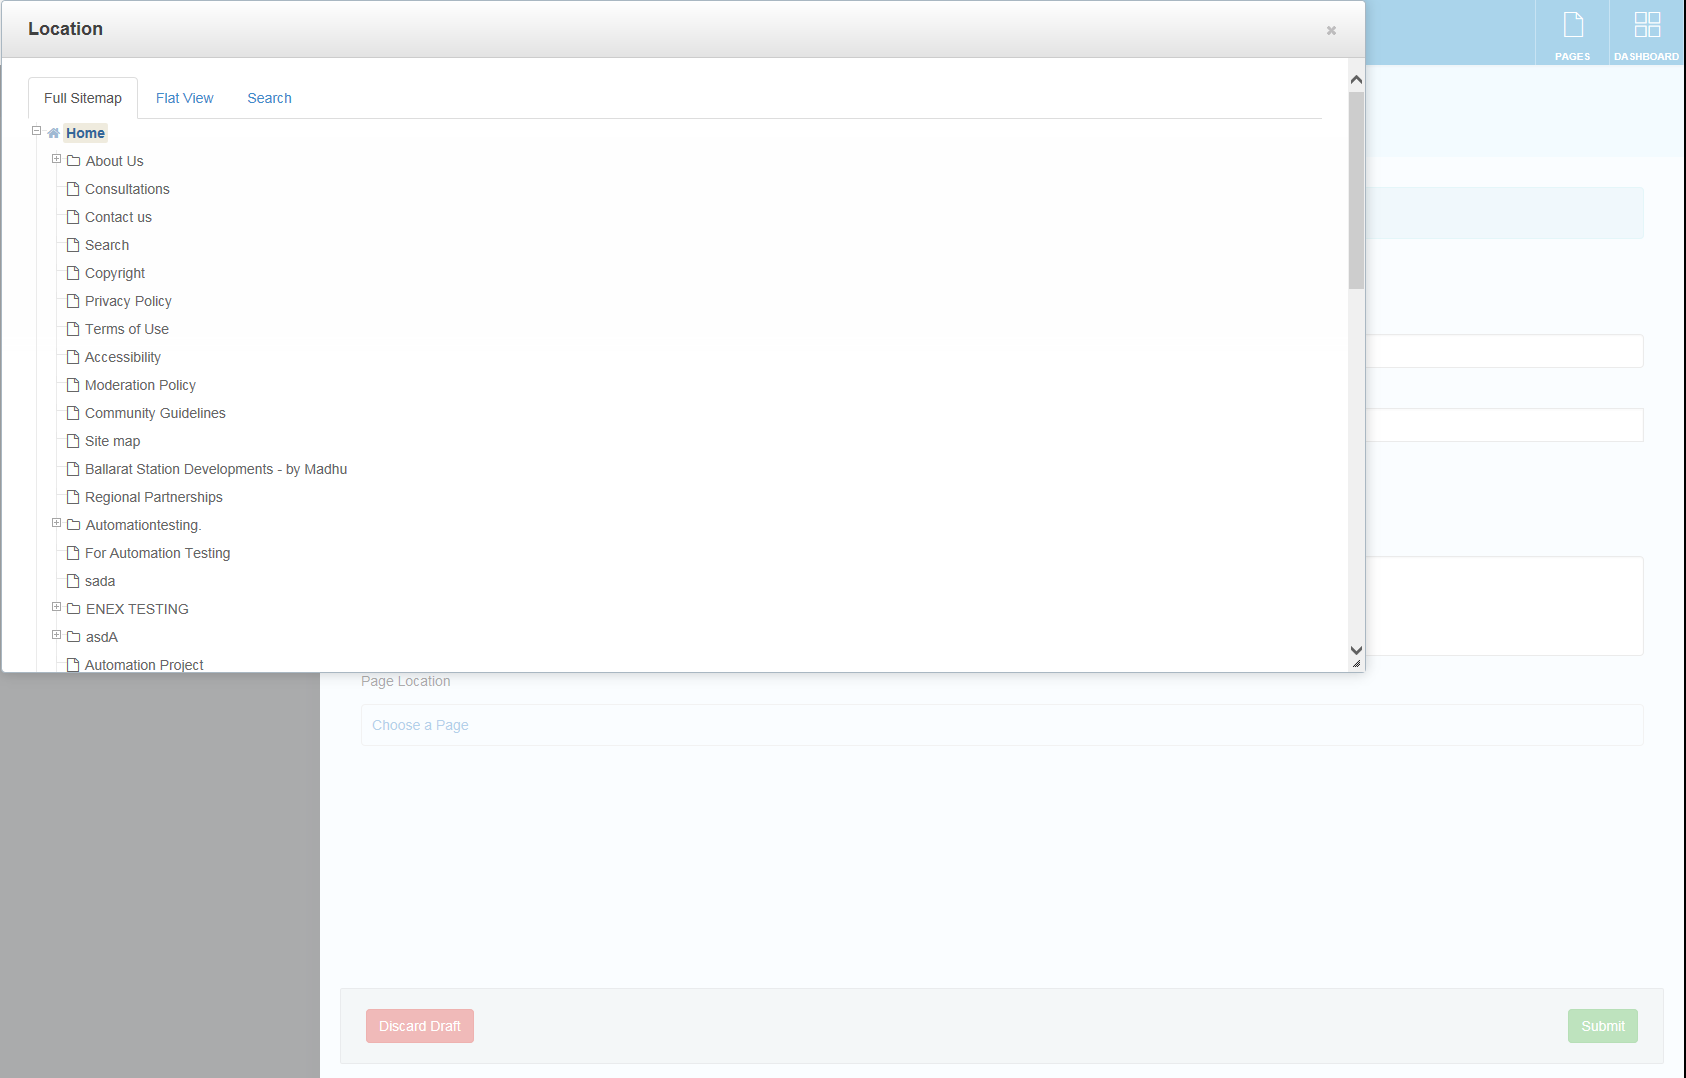 Location
PAGES
DASHBOARD
Full Sitemap Flat View Search
Home
About Us
Consultations
Contact us
Search
Copyright
Privacy Policy
Terms of Use
Accessibility
Moderation Policy
Community Guidelines
Site map
Ballarat Station Developments - by Madhu
Regional Partnerships
Automationtesting.
For Automation Testing
sada
ENEX TESTING
asdA
Automation Project
Page Location
Choose a Page
Discard Draft
Submit